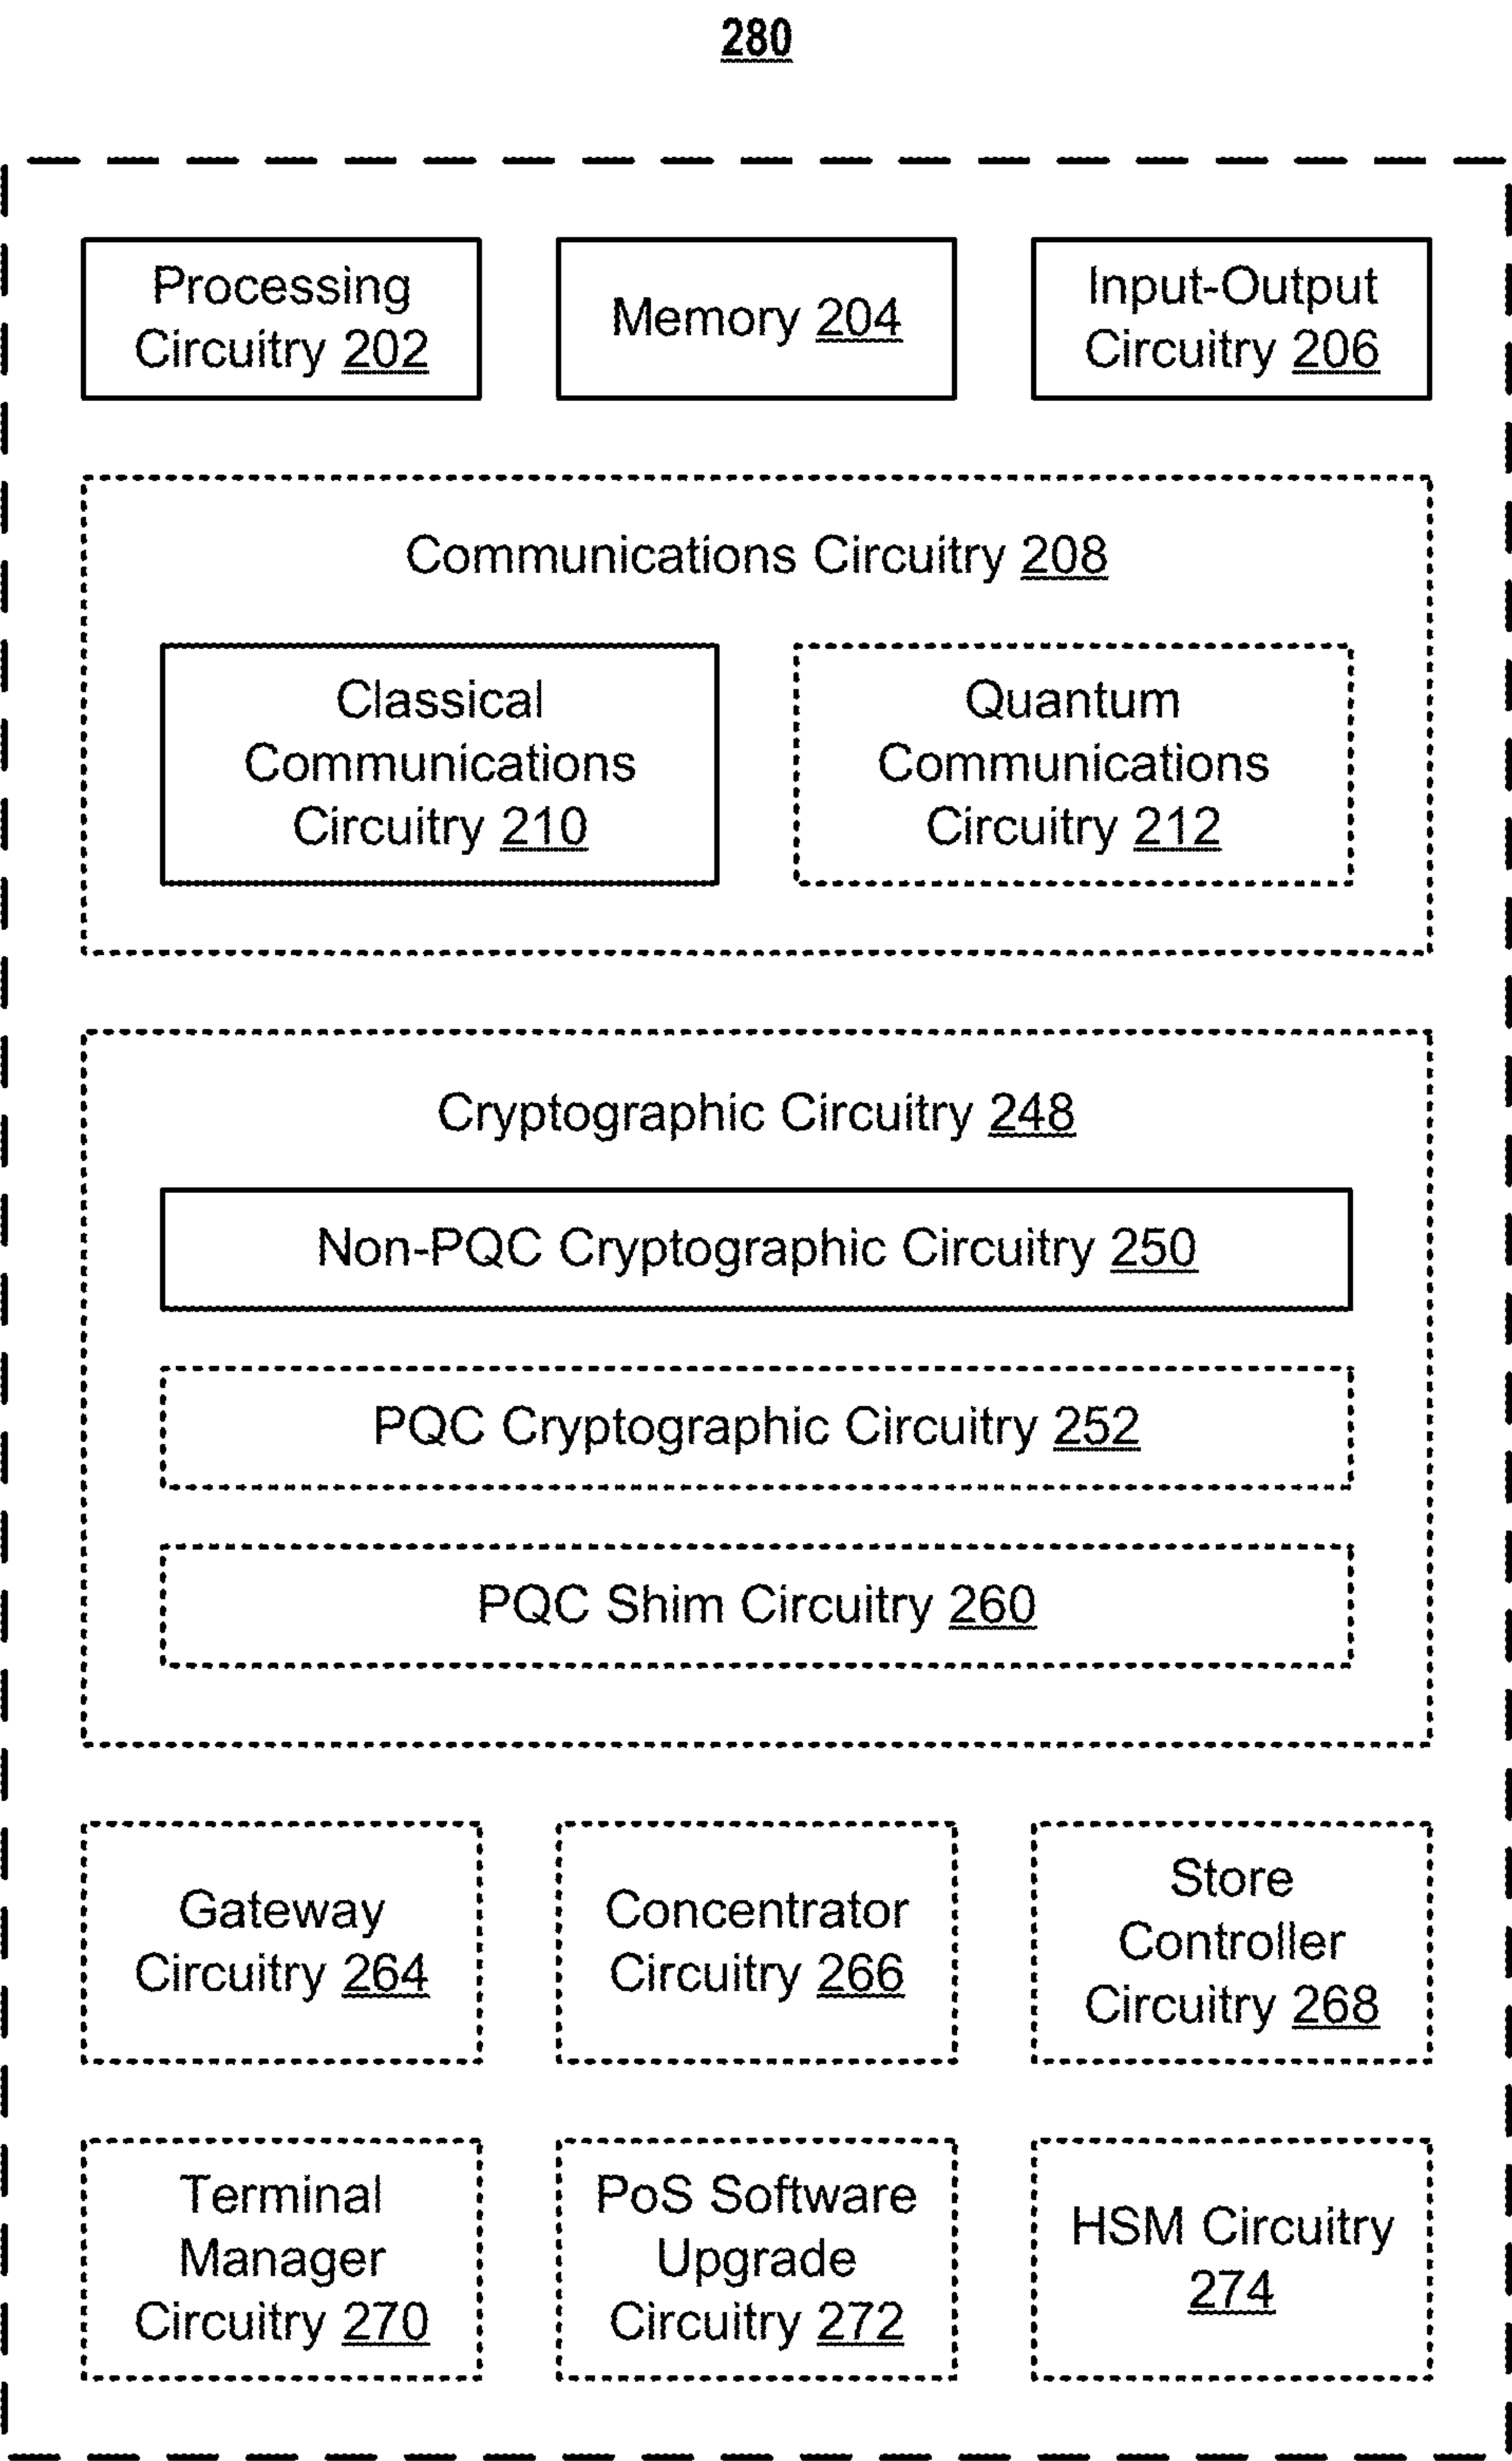 280
Processing
Circuitry 202
Memory 204
Input-Output
Circuitry 206
Communications Circuitry 208
Classical
Communications
Circuitry 210
Quantum
Communications
Circuitry 212
Cryptographic Circuitry 248
Non-PQC Cryptographic Circuitry 250
PQC Cryptographic Circuitry 252
PQC Shim Circuitry 260
Gateway
Circuitry 264
Concentrator
Circuitry 266
Store
Controller
Circuitry 268
Terminal
Manager
Circuitry 270
PoS Software
Upgrade
Circuitry 272
HSM Circuitry
274